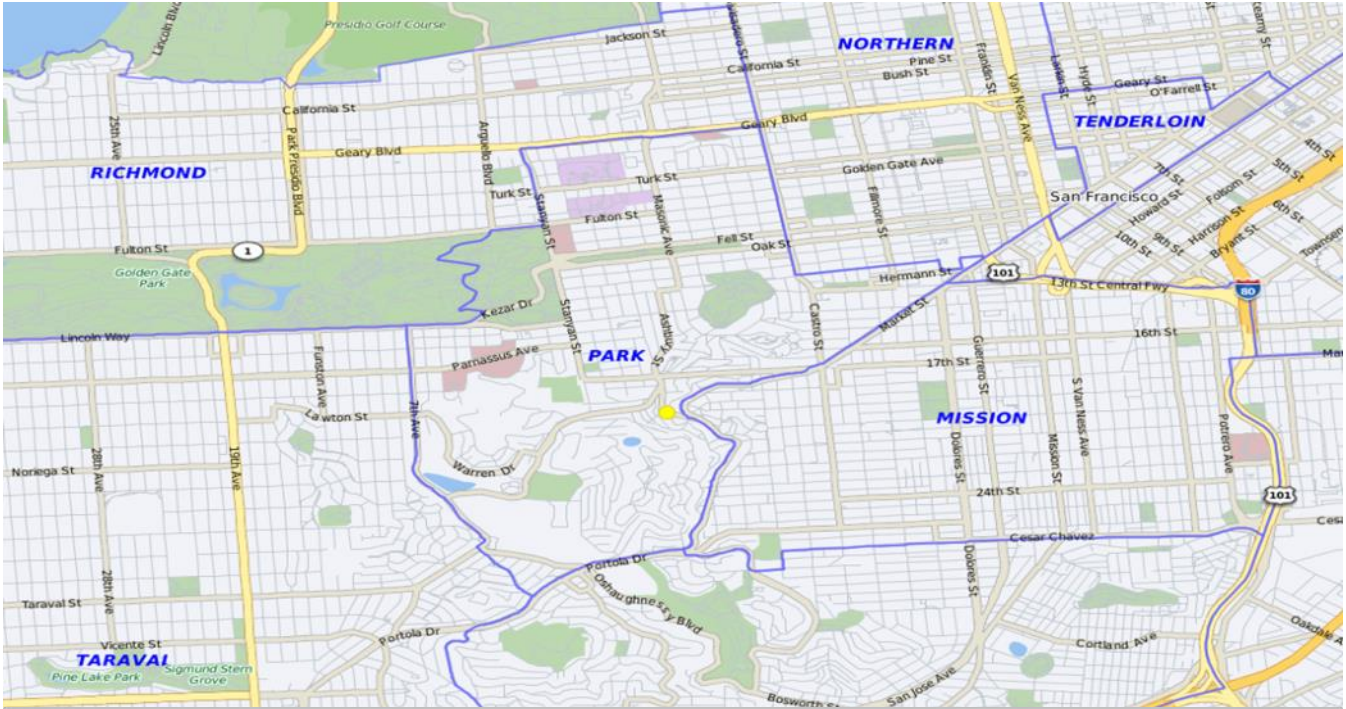 Lincoln Blvd
Presidio Golf Course
Jackson St
NORTHERN
California St
Pine St
Bush St
Franklin St
Van Ness Ave
Larkin St
Hyde St
Geary St
O'Farrell St
TENDERLOIN
California St
25th Ave
Park Presidio Blvd
Arguello Blvd
Geary Blvd
Geary Blvd
RICHMOND
Golden Gate Ave
Turk St
Turk St
Stanyan St
Masonic Ave
Fillmore St
7th St
4th St
5th St
6th St
San Francisco
Folsom St
Howard St
Harrison St
Bryant St
9th St
10th St
Fulton St
Fulton St
Fell St
Oak St
1
Golden Gate
Park
Hermann St
101
13th St Central Fwy
80
Kezar Dr
Lincoln Way
Stanyan St
Ashbury St
Castro St
Market St
16th St
17th St
Parnassus Ave
PARK
Funston Ave
7th Ave
Lawton St
Guerrero St
S Van Ness Ave
MISSION
Potrero Ave
Noriega St
28th Ave
19th Ave
Warren Dr
Dolores St
Mission St
24th St
101
Cesar Chavez
Portola Dr
Oshaughnessy Blvd
Dolores St
Taraval St
28th Ave
Portola Dr
Vicente St
Cortland Ave
TARAVAL
Pine Lake Park
Sigmund Stern
Grove
Bosworth St
San Jose Ave